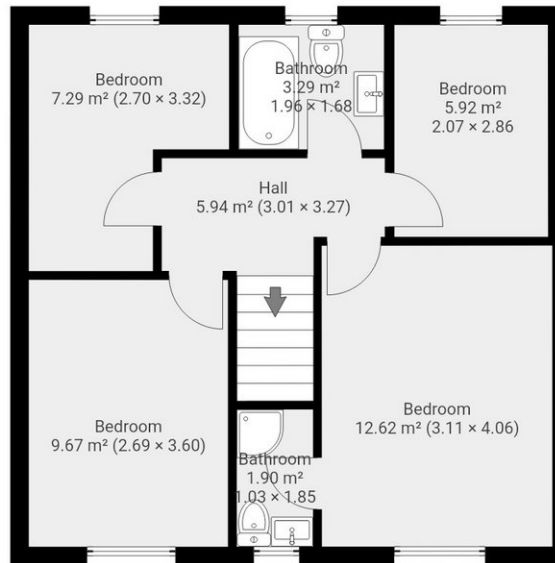 Bedroom
7.29 m² (2.70 × 3.32)
Bathroom
3.29 m²
1.96 × 1.68
Bedroom
5.92 m²
2.07 × 2.86
Hall
5.94 m² (3.01 × 3.27)
Bedroom
9.67 m² (2.69 × 3.60)
Bedroom
12.62 m² (3.11 × 4.06)
Bathroom
1.90 m²
1.03 × 1.85